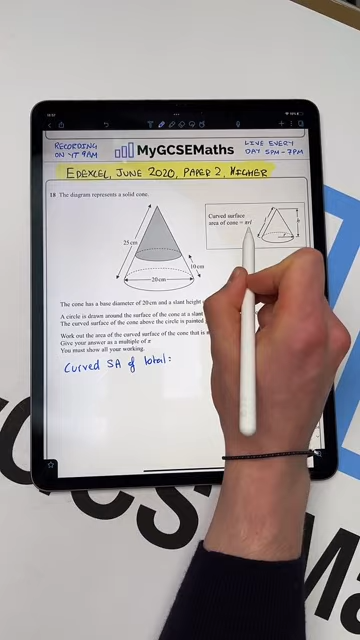 RECORDING
ON YT 9AM
MyGCSEMaths
LIVE EVERY
DAY 5PM-7PM
EDEXCEL, JUNE 2020, PAPER 2, HIGHER
18 The diagram represents a solid cone.
25 cm
10 cm
20 cm
Curved surface
area of cone = πrl
The cone has a base diameter of 20 cm and a slant height
A circle is drawn around the surface of the cone at a slant
The curved surface of the cone above the circle is painted
Work out the area of the curved surface of the cone that is
Give your answer as a multiple of π
You must show all your working.
Curved SA of total: